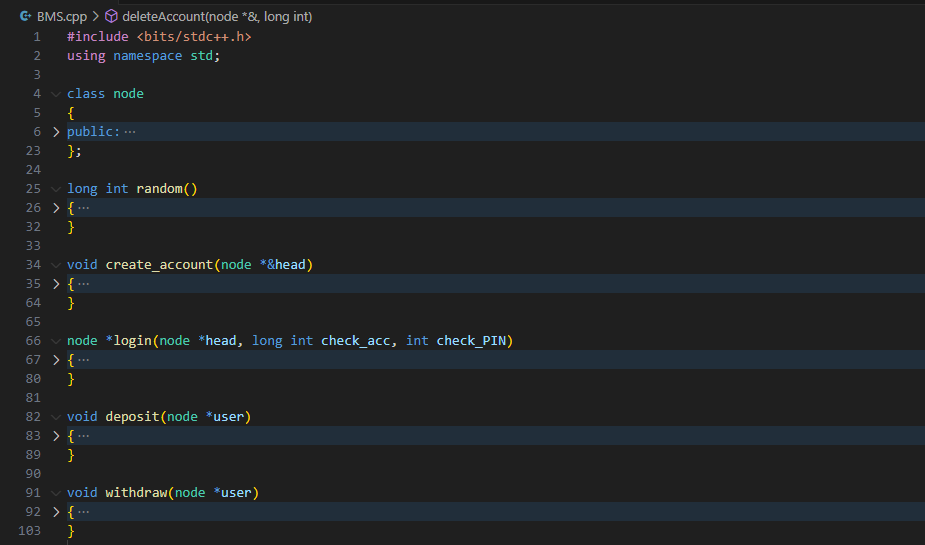 BMS.cpp > deleteAccount(node *&, long int)
1 #include <bits/stdc++.h>
2 using namespace std;
3
4 class node
5 {
6 public: ···
23 };
24
25 long int random()
26 { ···
32 }
33
34 void create_account(node *&head)
35 { ···
64 }
65
66 node *login(node *head, long int check_acc, int check_PIN)
67 { ···
80 }
81
82 void deposit(node *user)
83 { ···
89 }
90
91 void withdraw(node *user)
92 { ···
103 }